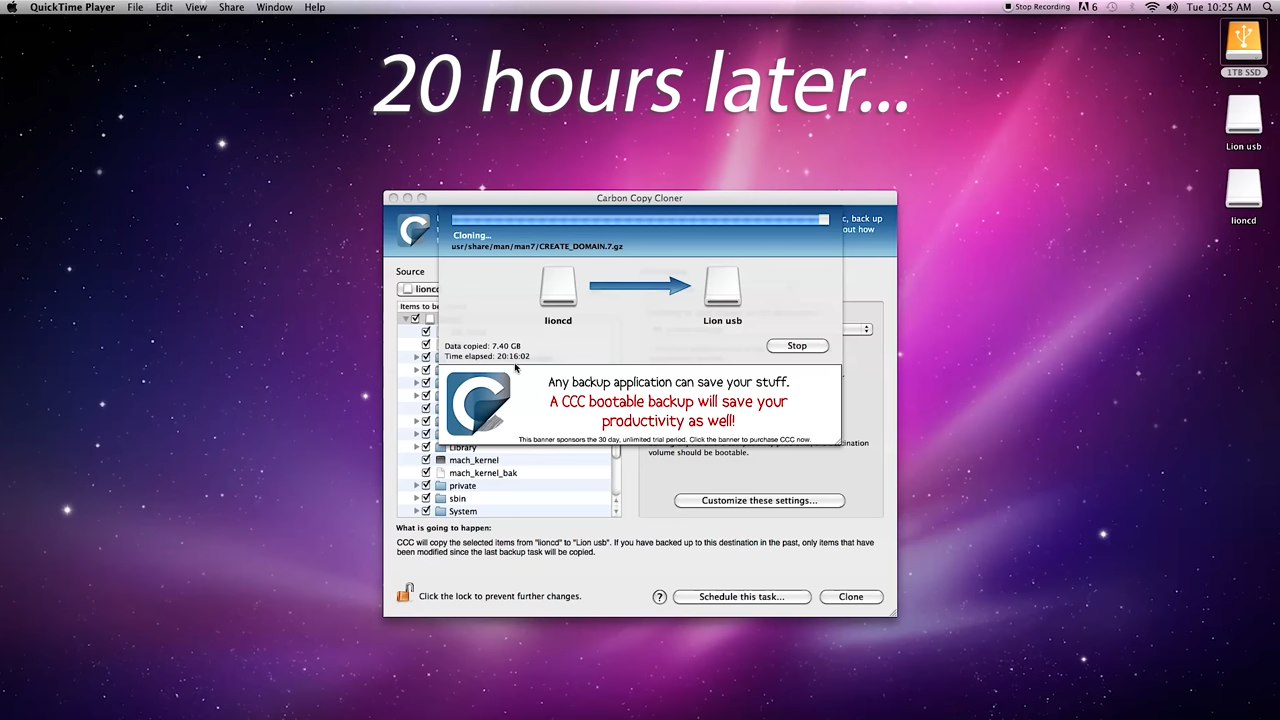 QuickTime Player File Edit View Share Window Help
Stop Recording 6 Tue 10:25 AM
20 hours later...
1TB SSD
Lion usb
lioncd
Carbon Copy Cloner
c, back up
out how
Cloning...
usr/share/man/man7/CREATE_DOMAIN.7.gz
Source
lioncd
Items to be
lioncd
Lion usb
Data copied: 7.40 GB
Time elapsed: 20:16:02
Stop
Any backup application can save your stuff.
A CCC bootable backup will save your
productivity as well!
This banner sponsors the 30 day, unlimited trial period. Click the banner to purchase CCC now.
Library
mach_kernel
mach_kernel_bak
private
sbin
System
volume should be bootable.
Customize these settings...
What is going to happen:
CCC will copy the selected items from "lioncd" to "Lion usb". If you have backed up to this destination in the past, only items that have
been modified since the last backup task will be copied.
Click the lock to prevent further changes.
?
Schedule this task...
Clone